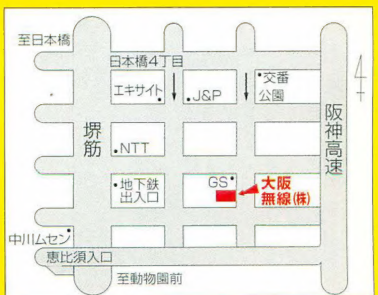 至日本橋
日本橋4丁目
エキサイト
J&P
交番
公園
阪神高速
堺筋
NTT
地下鉄
出入口
GS
大阪
無線(株)
中川ムセン
恵比須入口
至動物園前